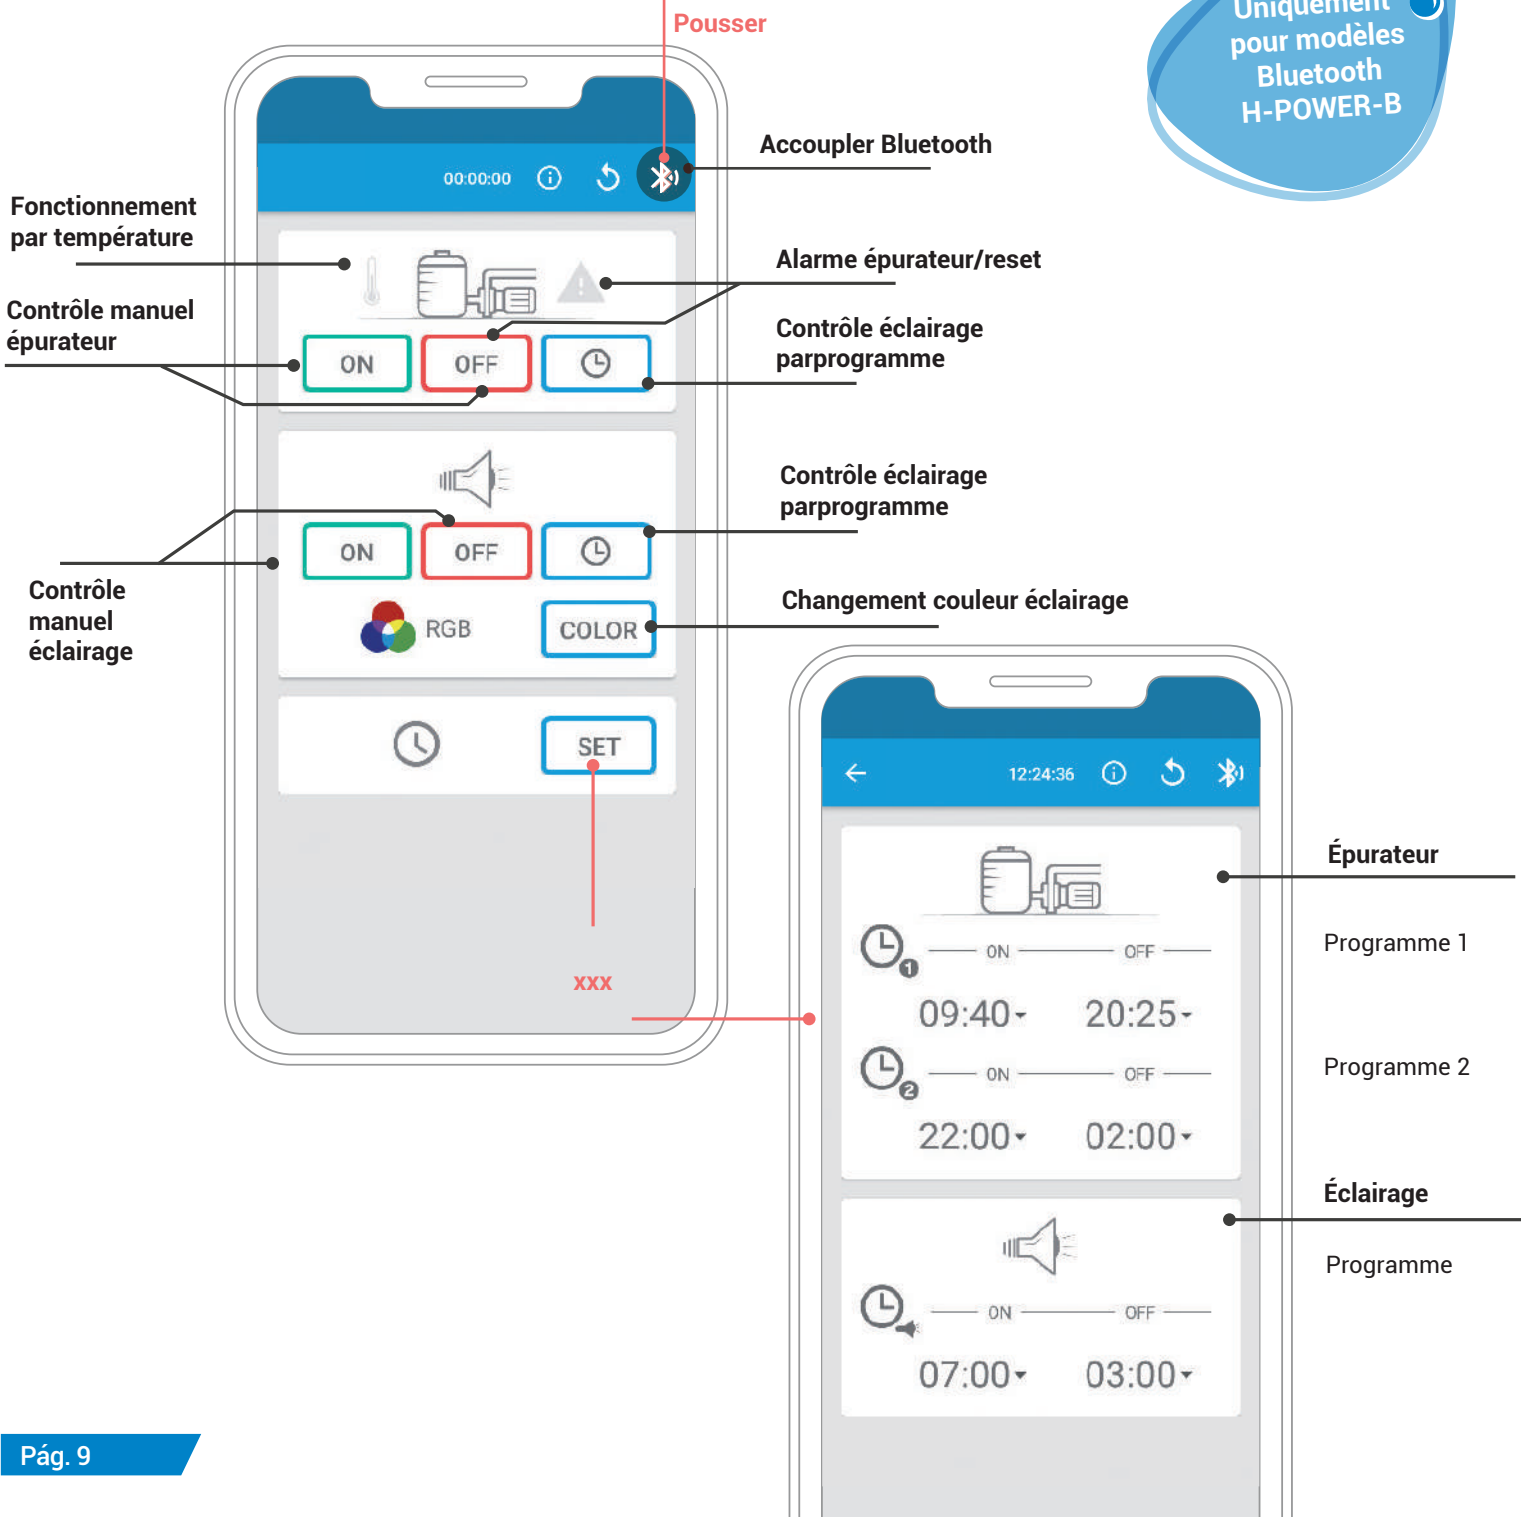 Pousser
Uniquement
pour modèles
Bluetooth
H-POWER-B
Accoupler Bluetooth
00:00:00
Fonctionnement
par température
Alarme épurateur/reset
Contrôle manuel
épurateur
Contrôle éclairage
parprogramme
ON
OFF
Contrôle éclairage
parprogramme
ON
OFF
Contrôle
manuel
éclairage
Changement couleur éclairage
RGB
COLOR
SET
xxx
12:24:36
Épurateur
Programme 1
1
ON
OFF
09:40
20:25
Programme 2
2
ON
OFF
22:00
02:00
Éclairage
Programme
ON
OFF
07:00
03:00
Pág. 9